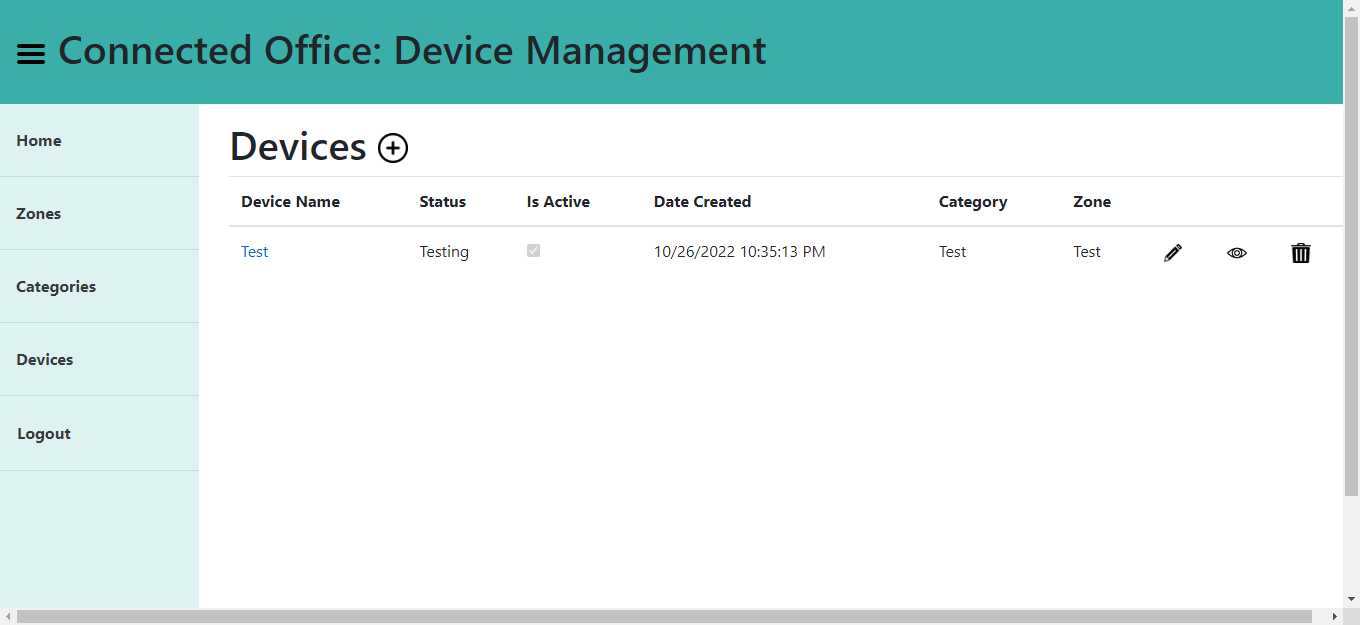 Connected Office: Device Management
Home
Zones
Categories
Devices
Logout
Devices
Device Name Status Is Active Date Created Category Zone
Test Testing 10/26/2022 10:35:13 PM Test Test